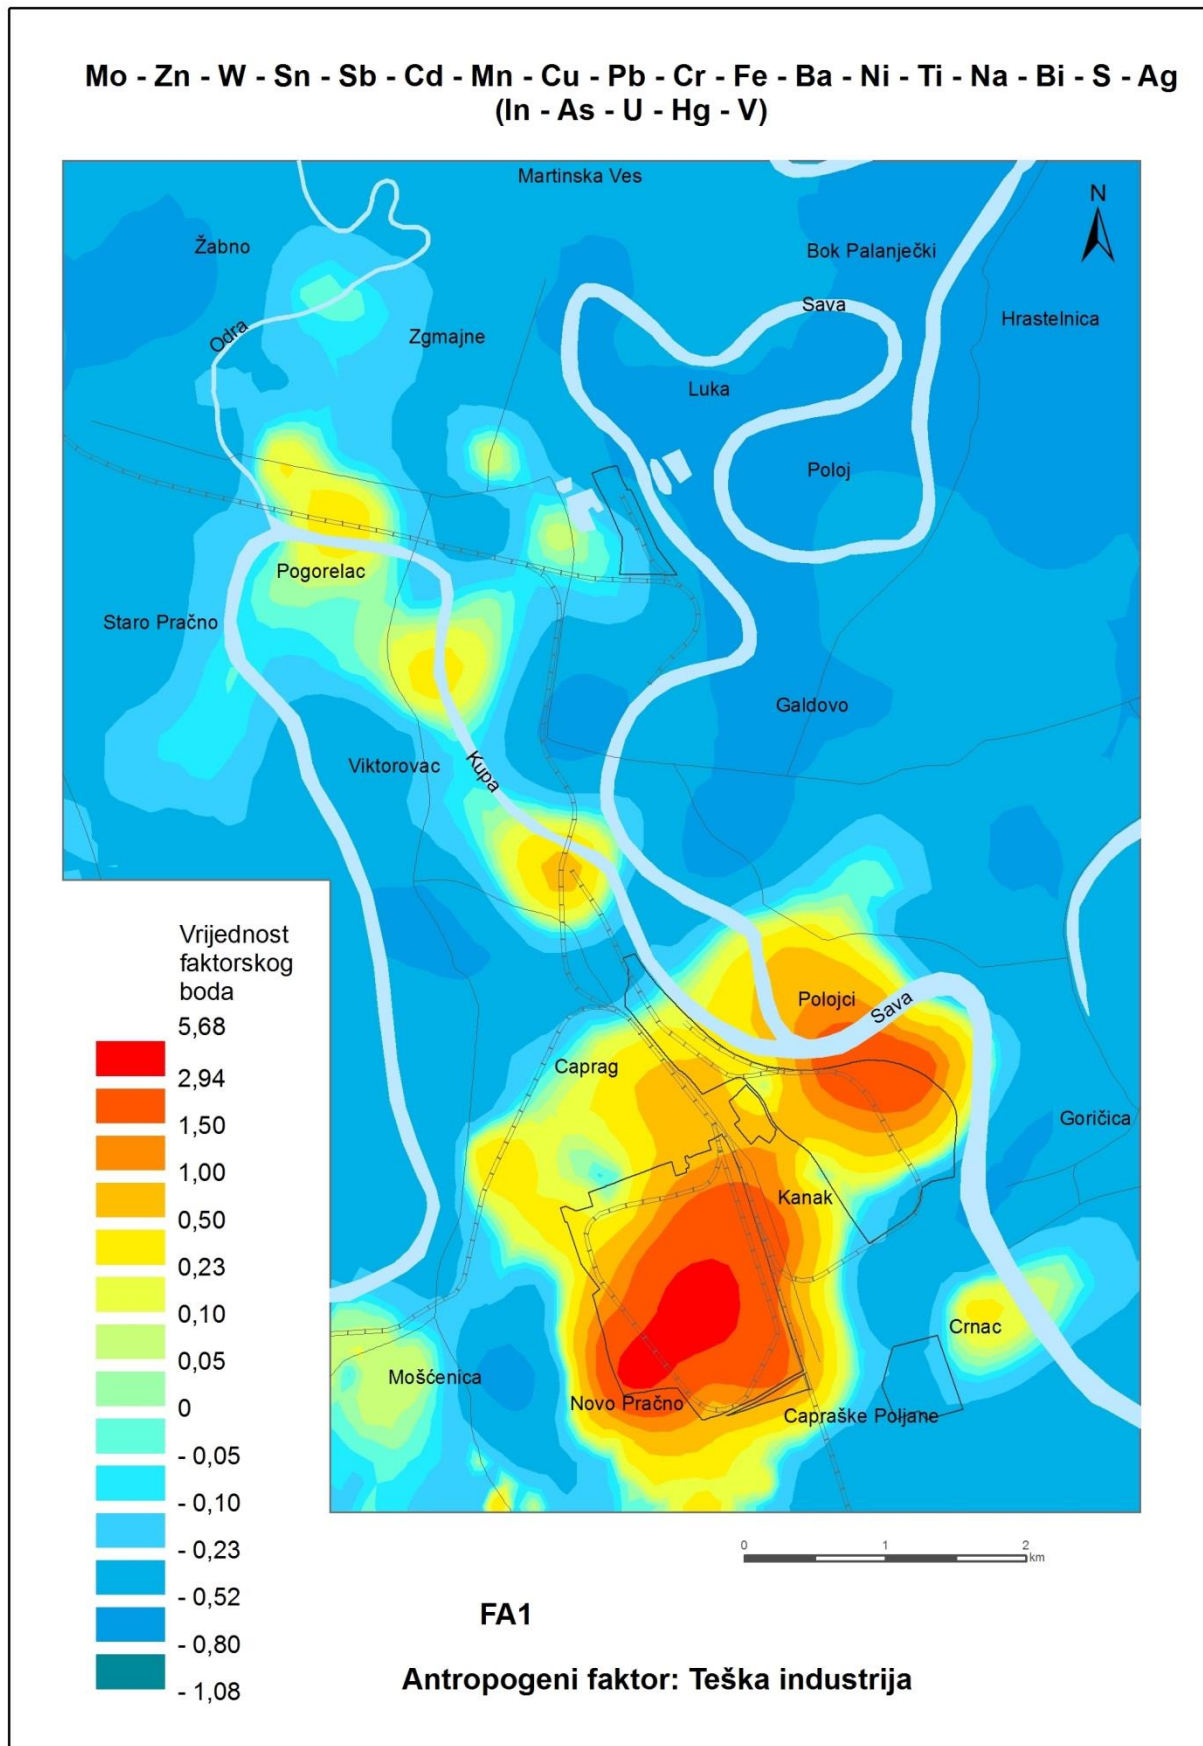 Mo - Zn - W - Sn - Sb - Cd - Mn - Cu - Pb - Cr - Fe - Ba - Ni - Ti - Na - Bi - S - Ag
(In - As - U - Hg - V)
Martinska Ves
Žabno
Bok Palanječki
N
Sava
Hrastelnica
Odra
Zgmajne
Luka
Poloj
Pogorelac
Staro Pračno
Galdovo
Viktorovac
Kupa
Polojci
Sava
Caprag
Goričica
Kanak
Crnac
Mošćenica
Novo Pračno
Capraške Poljane
Vrijednost
faktorskog
boda
5,68
2,94
1,50
1,00
0,50
0,23
0,10
0,05
0
- 0,05
- 0,10
- 0,23
- 0,52
- 0,80
- 1,08
0 1 2
km
FA1
Antropogeni faktor: Teška industrija